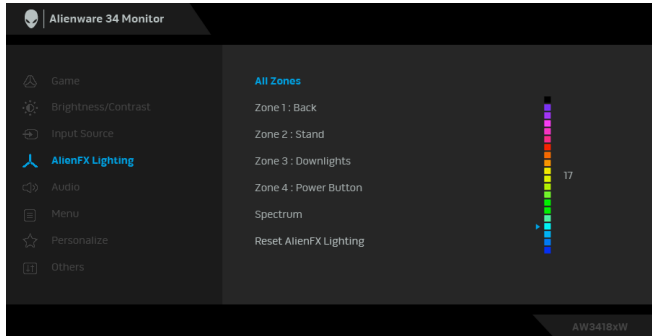 Alienware 34 Monitor
Game
Brightness/Contrast
Input Source
AlienFX Lighting
Audio
Menu
Personalize
Others
All Zones
Zone 1 : Back
Zone 2 : Stand
Zone 3 : Downlights
Zone 4 : Power Button
Spectrum
Reset AlienFX Lighting
17
AW3418xW